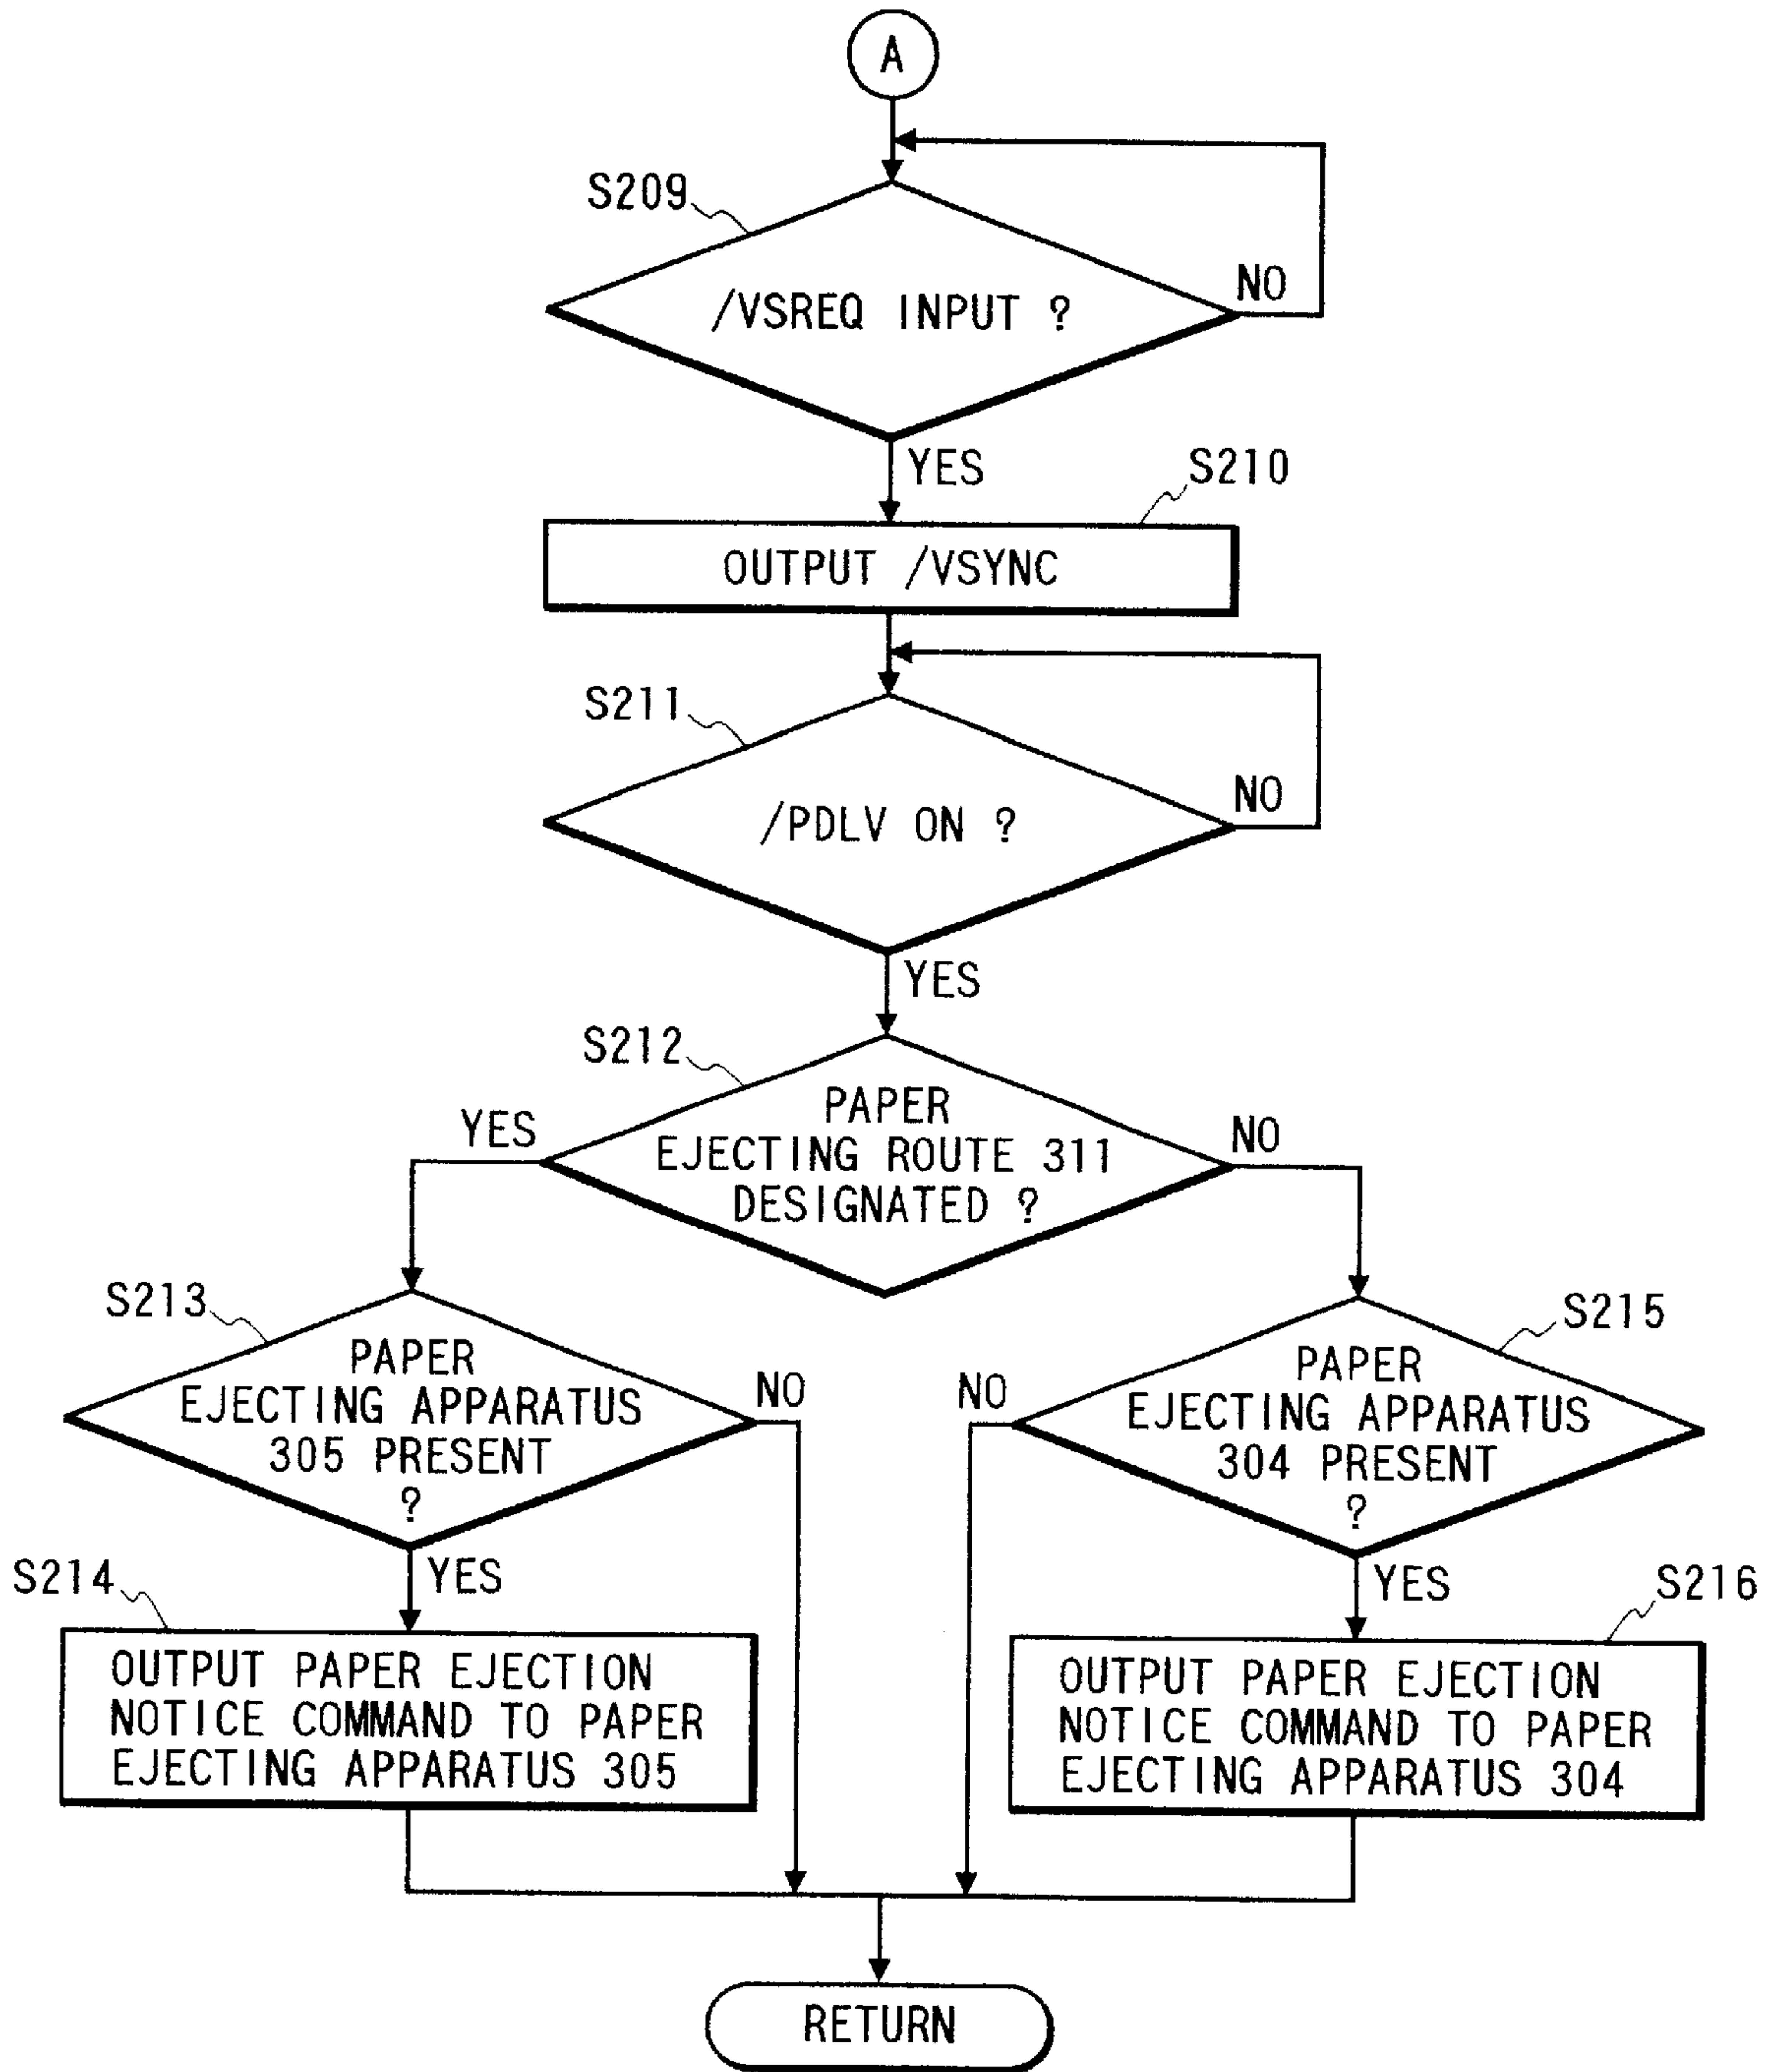 A
S209
/VSREQ INPUT ?
NO
YES
S210
OUTPUT /VSYNC
S211
/PDLV ON ?
NO
YES
S212
PAPER
EJECTING ROUTE 311
DESIGNATED ?
YES
NO
S213
PAPER
EJECTING APPARATUS
305 PRESENT
?
NO
YES
S215
PAPER
EJECTING APPARATUS
304 PRESENT
?
NO
YES
S214
OUTPUT PAPER EJECTION
NOTICE COMMAND TO PAPER
EJECTING APPARATUS 305
S216
OUTPUT PAPER EJECTION
NOTICE COMMAND TO PAPER
EJECTING APPARATUS 304
RETURN